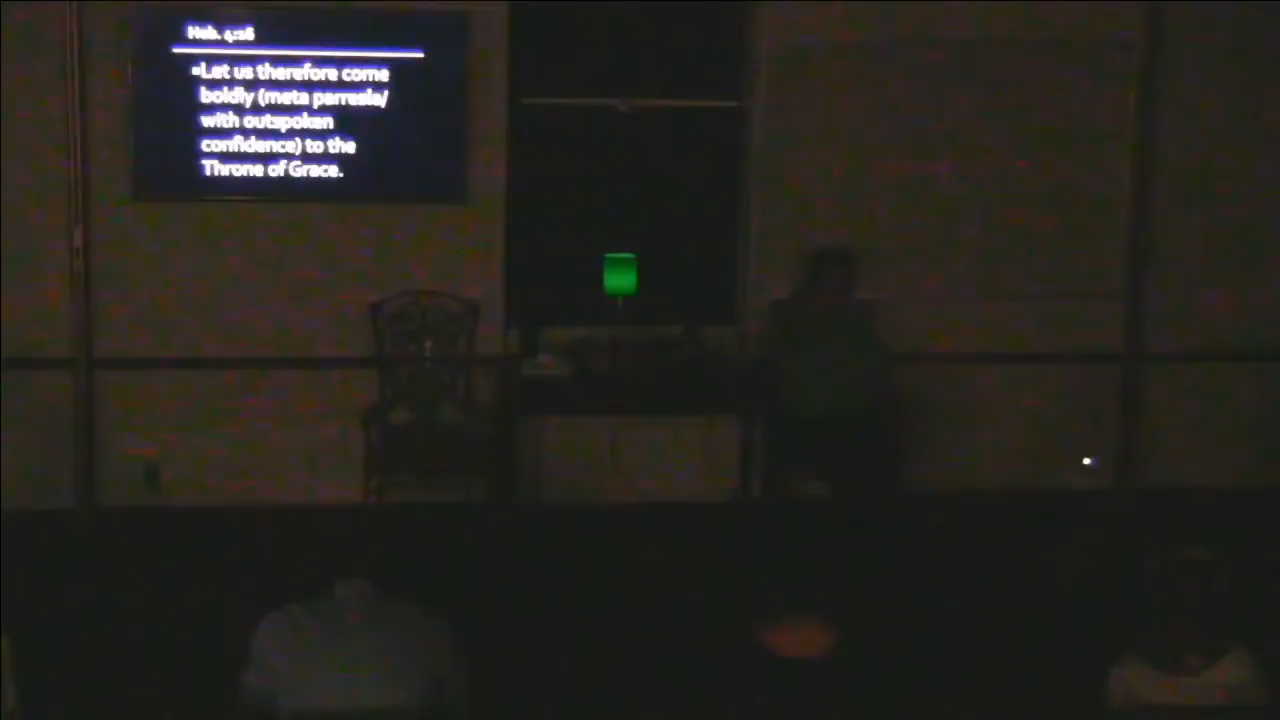 Heb. 4:16
▪Let us therefore come
boldly (meta parresia/
with outspoken
confidence) to the
Throne of Grace.